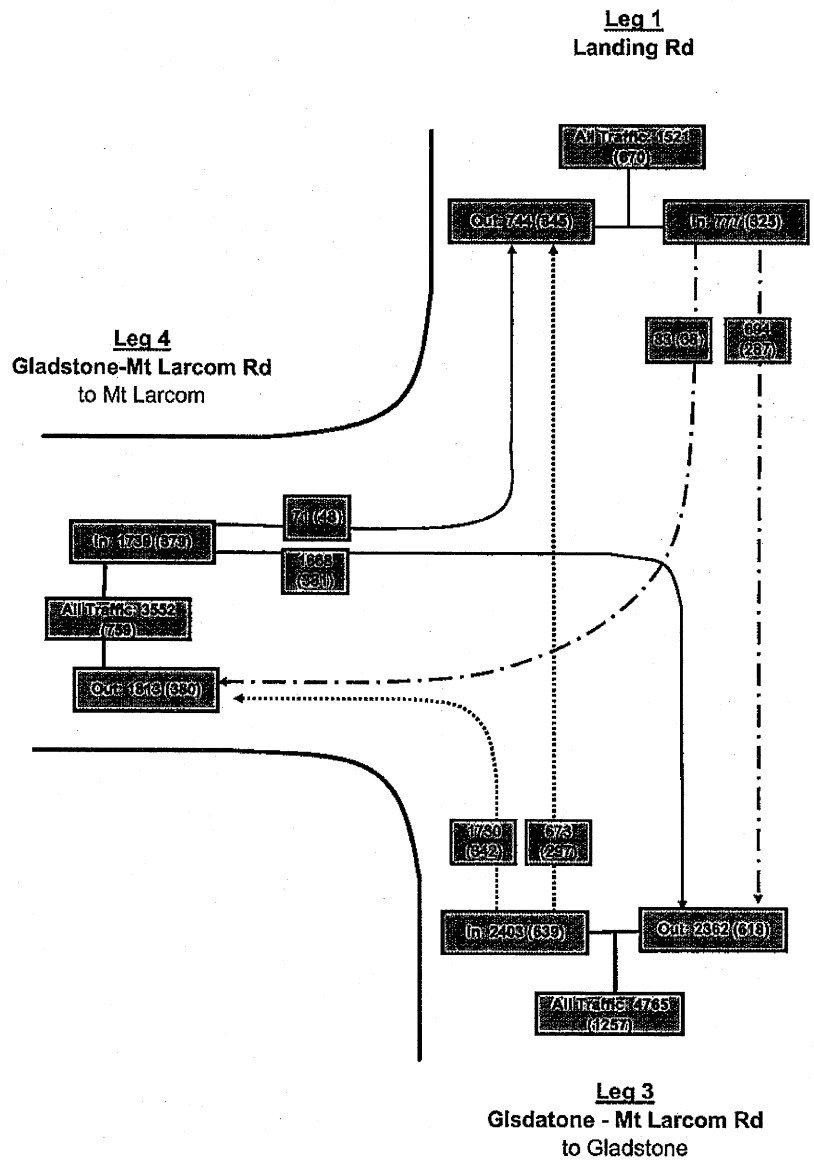 Leg 1
Landing Rd
All Traffic: 1521
(670)
Out: 744 (345)
In: 777 (325)
83 (38)
694
(287)
Leg 4
Gladstone-Mt Larcom Rd
to Mt Larcom
71 (48)
In: 1739 (379)
1668
(331)
All Traffic: 3552
(759)
Out: 1813 (380)
1730
(342)
673
(297)
In: 2403 (639)
Out: 2362 (618)
All Traffic: 4765
(1257)
Leg 3
Glsdatone - Mt Larcom Rd
to Gladstone